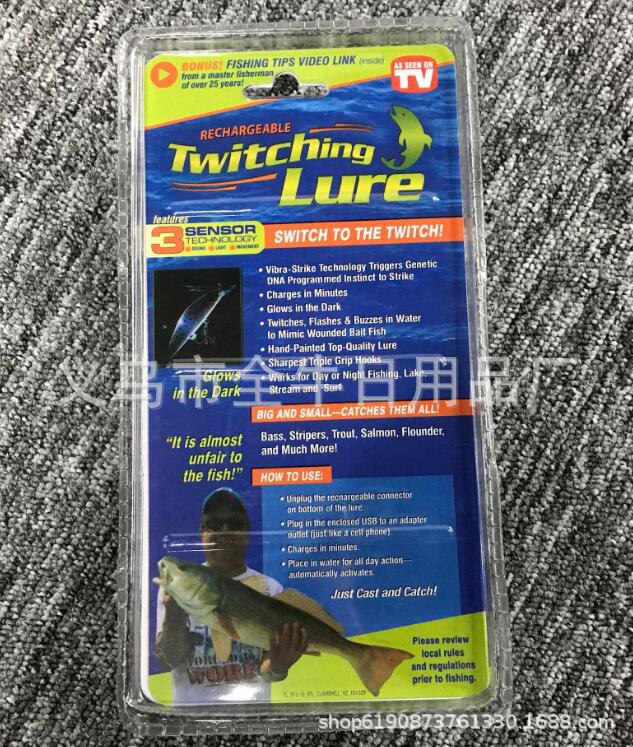 BONUS! FISHING TIPS VIDEO LINK (inside)
from a master fisherman
of over 25 years!
AS SEEN ON
TV
RECHARGEABLE
Twitching
Lure
features
3 SENSOR
TECHNOLOGY
SOUND LIGHT MOVEMENT
SWITCH TO THE TWITCH!
• Vibra-Strike Technology Triggers Genetic
DNA Programmed Instinct to Strike
• Charges in Minutes
• Glows in the Dark
• Twitches, Flashes & Buzzes in Water
to Mimic Wounded Bait Fish
• Hand-Painted Top-Quality Lure
• Sharpest Triple Grip Hooks
• Works for Day or Night Fishing, Lake,
Stream and Surf
Glows
in the Dark
乌市全生日用品
BIG AND SMALL—CATCHES THEM ALL!
"It is almost
unfair to
the fish!"
Bass, Stripers, Trout, Salmon, Flounder,
and Much More!
HOW TO USE:
• Unplug the rechargeable connector
on bottom of the lure.
• Plug in the enclosed USB to an adapter
outlet (just like a cell phone)
• Charges in minutes.
• Place in water for all day action—
automatically activates.
Just Cast and Catch!
WORK
Please review
local rules
and regulations
prior to fishing.
shop6190873761330.1688.com